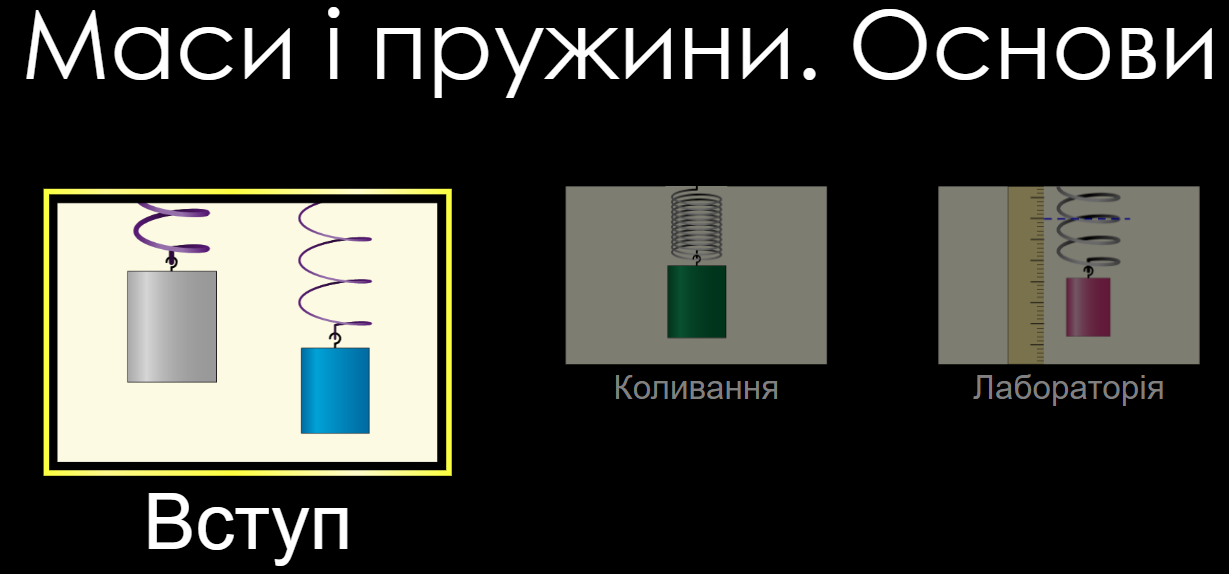 Маси і пружини. Основи
Вступ
Коливання
Лабораторія